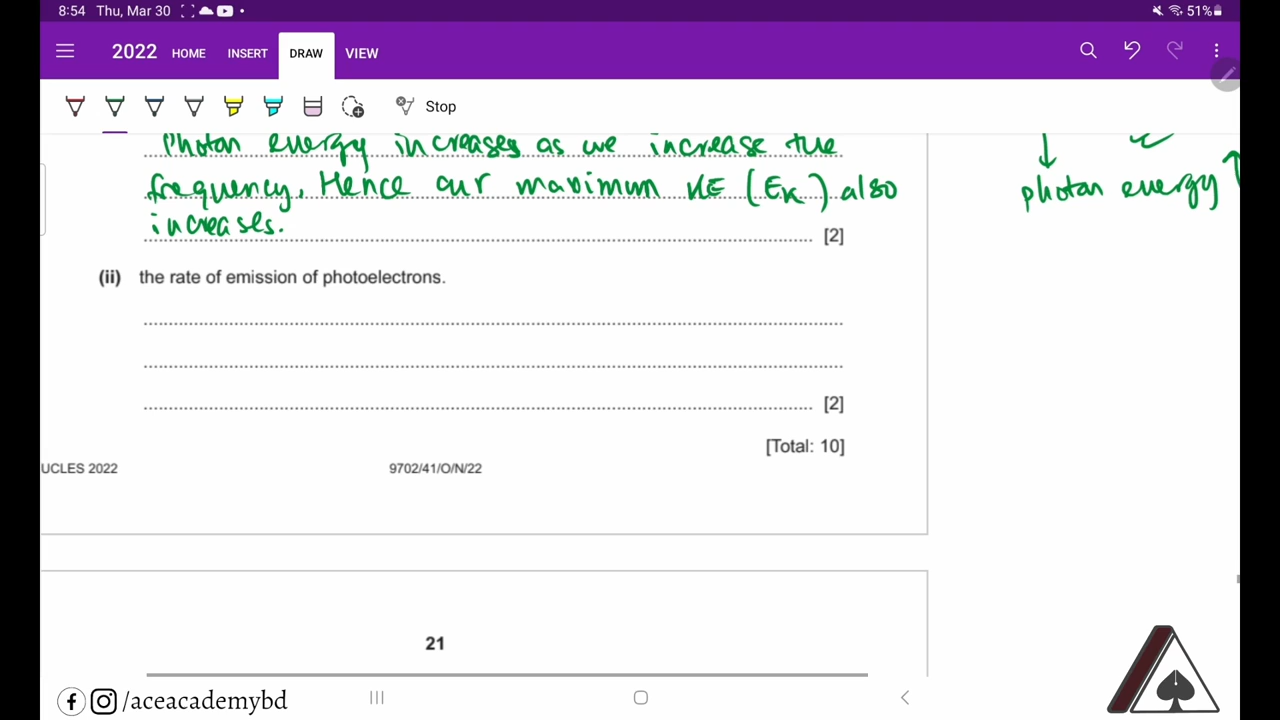 8:54 Thu, Mar 30 51%
2022 HOME INSERT DRAW VIEW
Stop
Photon energy increases as we increase the
frequency. Hence our maximum KE (EK) also
increases.
[2]
photon energy
(ii) the rate of emission of photoelectrons.
[2]
[Total: 10]
UCLES 2022 9702/41/O/N/22
21
/aceacademybd